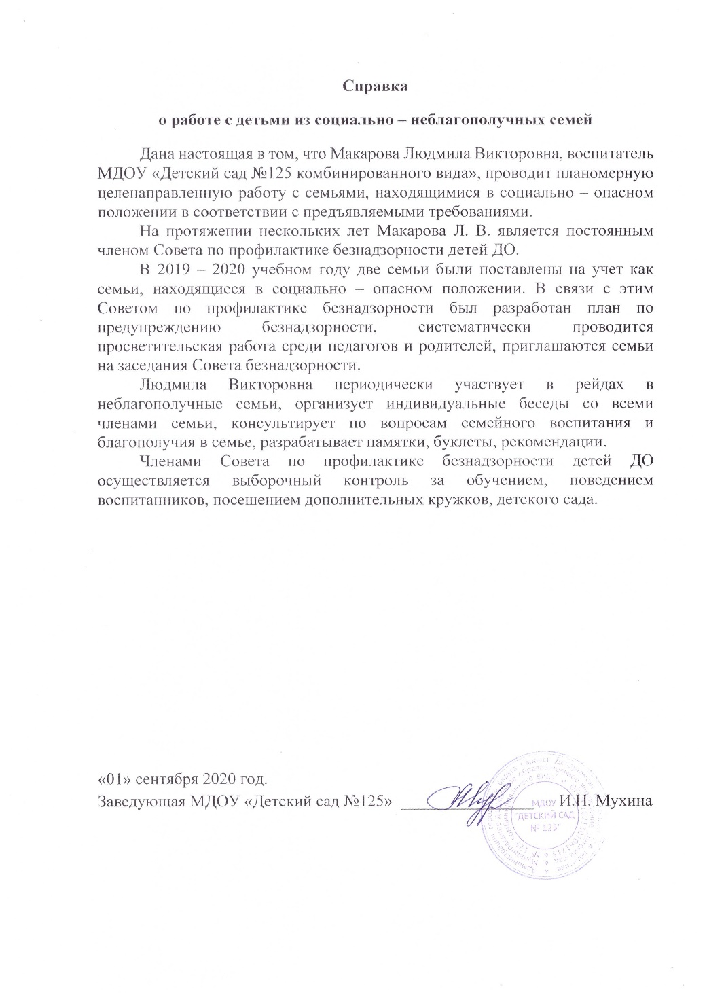 Справка
о работе с детьми из социально – неблагополучных семей
Дана настоящая в том, что Макарова Людмила Викторовна, воспитатель
МДОУ «Детский сад №125 комбинированного вида», проводит планомерную
целенаправленную работу с семьями, находящимися в социально – опасном
положении в соответствии с предъявляемыми требованиями.
На протяжении нескольких лет Макарова Л. В. является постоянным
членом Совета по профилактике безнадзорности детей ДО.
В 2019 – 2020 учебном году две семьи были поставлены на учет как
семьи, находящиеся в социально – опасном положении. В связи с этим
Советом по профилактике безнадзорности был разработан план по
предупреждению безнадзорности, систематически проводится
просветительская работа среди педагогов и родителей, приглашаются семьи
на заседания Совета безнадзорности.
Людмила Викторовна периодически участвует в рейдах в
неблагополучные семьи, организует индивидуальные беседы со всеми
членами семьи, консультирует по вопросам семейного воспитания и
благополучия в семье, разрабатывает памятки, буклеты, рекомендации.
Членами Совета по профилактике безнадзорности детей ДО
осуществляется выборочный контроль за обучением, поведением
воспитанников, посещением дополнительных кружков, детского сада.
«01» сентября 2020 год.
Заведующая МДОУ «Детский сад №125» И.Н. Мухина
МДОУ
"ДЕТСКИЙ САД
№ 125"